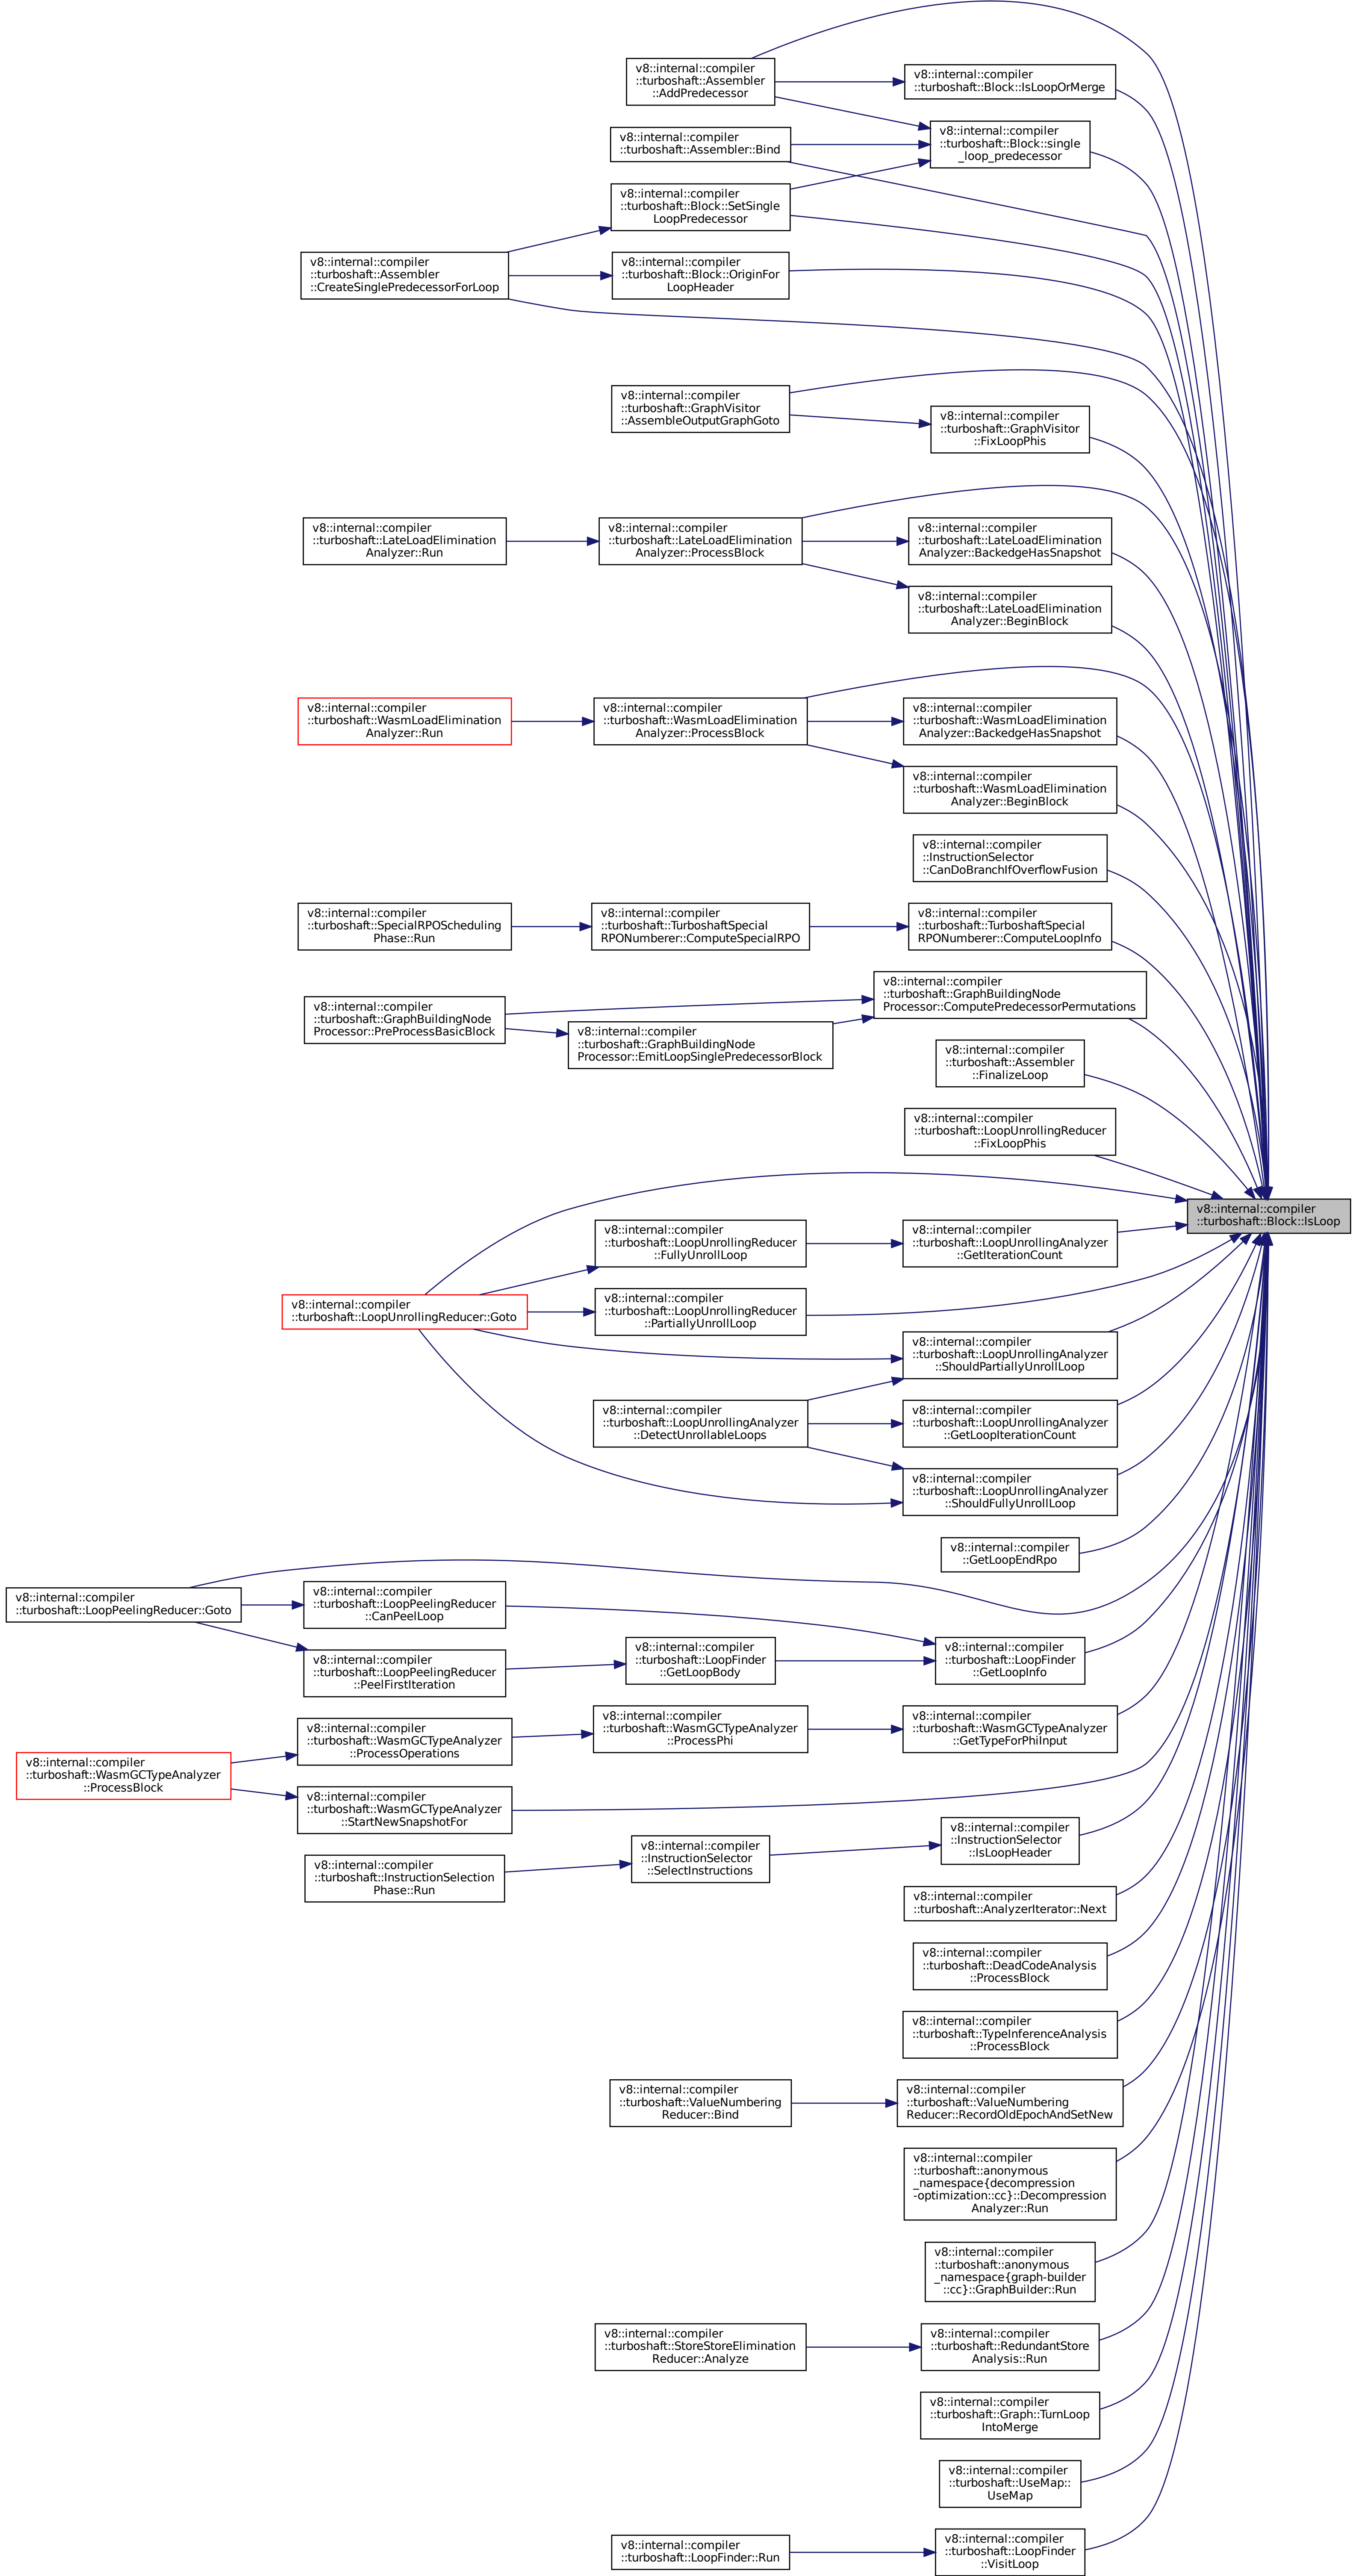 v8::internal::compiler
::turboshaft::Assembler
::AddPredecessor
v8::internal::compiler
::turboshaft::Block::IsLoopOrMerge
v8::internal::compiler
::turboshaft::Block::single
_loop_predecessor
v8::internal::compiler
::turboshaft::Assembler::Bind
v8::internal::compiler
::turboshaft::Block::SetSingle
LoopPredecessor
v8::internal::compiler
::turboshaft::Assembler
::CreateSinglePredecessorForLoop
v8::internal::compiler
::turboshaft::Block::OriginFor
LoopHeader
v8::internal::compiler
::turboshaft::GraphVisitor
::AssembleOutputGraphGoto
v8::internal::compiler
::turboshaft::GraphVisitor
::FixLoopPhis
v8::internal::compiler
::turboshaft::LateLoadElimination
Analyzer::Run
v8::internal::compiler
::turboshaft::LateLoadElimination
Analyzer::ProcessBlock
v8::internal::compiler
::turboshaft::LateLoadElimination
Analyzer::BackedgeHasSnapshot
v8::internal::compiler
::turboshaft::LateLoadElimination
Analyzer::BeginBlock
v8::internal::compiler
::turboshaft::WasmLoadElimination
Analyzer::Run
v8::internal::compiler
::turboshaft::WasmLoadElimination
Analyzer::ProcessBlock
v8::internal::compiler
::turboshaft::WasmLoadElimination
Analyzer::BackedgeHasSnapshot
v8::internal::compiler
::turboshaft::WasmLoadElimination
Analyzer::BeginBlock
v8::internal::compiler
::InstructionSelector
::CanDoBranchIfOverflowFusion
v8::internal::compiler
::turboshaft::SpecialRPOScheduling
Phase::Run
v8::internal::compiler
::turboshaft::TurboshaftSpecial
RPONumberer::ComputeSpecialRPO
v8::internal::compiler
::turboshaft::TurboshaftSpecial
RPONumberer::ComputeLoopInfo
v8::internal::compiler
::turboshaft::GraphBuildingNode
Processor::ComputePredecessorPermutations
v8::internal::compiler
::turboshaft::GraphBuildingNode
Processor::PreProcessBasicBlock
v8::internal::compiler
::turboshaft::GraphBuildingNode
Processor::EmitLoopSinglePredecessorBlock
v8::internal::compiler
::turboshaft::Assembler
::FinalizeLoop
v8::internal::compiler
::turboshaft::LoopUnrollingReducer
::FixLoopPhis
v8::internal::compiler
::turboshaft::Block::IsLoop
v8::internal::compiler
::turboshaft::LoopUnrollingReducer
::FullyUnrollLoop
v8::internal::compiler
::turboshaft::LoopUnrollingAnalyzer
::GetIterationCount
v8::internal::compiler
::turboshaft::LoopUnrollingReducer::Goto
v8::internal::compiler
::turboshaft::LoopUnrollingReducer
::PartiallyUnrollLoop
v8::internal::compiler
::turboshaft::LoopUnrollingAnalyzer
::ShouldPartiallyUnrollLoop
v8::internal::compiler
::turboshaft::LoopUnrollingAnalyzer
::DetectUnrollableLoops
v8::internal::compiler
::turboshaft::LoopUnrollingAnalyzer
::GetLoopIterationCount
v8::internal::compiler
::turboshaft::LoopUnrollingAnalyzer
::ShouldFullyUnrollLoop
v8::internal::compiler
::GetLoopEndRpo
v8::internal::compiler
::turboshaft::LoopPeelingReducer::Goto
v8::internal::compiler
::turboshaft::LoopPeelingReducer
::CanPeelLoop
v8::internal::compiler
::turboshaft::LoopPeelingReducer
::PeelFirstIteration
v8::internal::compiler
::turboshaft::LoopFinder
::GetLoopBody
v8::internal::compiler
::turboshaft::LoopFinder
::GetLoopInfo
v8::internal::compiler
::turboshaft::WasmGCTypeAnalyzer
::ProcessBlock
v8::internal::compiler
::turboshaft::WasmGCTypeAnalyzer
::ProcessOperations
v8::internal::compiler
::turboshaft::WasmGCTypeAnalyzer
::ProcessPhi
v8::internal::compiler
::turboshaft::WasmGCTypeAnalyzer
::GetTypeForPhiInput
v8::internal::compiler
::turboshaft::WasmGCTypeAnalyzer
::StartNewSnapshotFor
v8::internal::compiler
::turboshaft::InstructionSelection
Phase::Run
v8::internal::compiler
::InstructionSelector
::SelectInstructions
v8::internal::compiler
::InstructionSelector
::IsLoopHeader
v8::internal::compiler
::turboshaft::AnalyzerIterator::Next
v8::internal::compiler
::turboshaft::DeadCodeAnalysis
::ProcessBlock
v8::internal::compiler
::turboshaft::TypeInferenceAnalysis
::ProcessBlock
v8::internal::compiler
::turboshaft::ValueNumbering
Reducer::Bind
v8::internal::compiler
::turboshaft::ValueNumbering
Reducer::RecordOldEpochAndSetNew
v8::internal::compiler
::turboshaft::anonymous
_namespace{decompression
-optimization::cc}::Decompression
Analyzer::Run
v8::internal::compiler
::turboshaft::anonymous
_namespace{graph-builder
::cc}::GraphBuilder::Run
v8::internal::compiler
::turboshaft::StoreStoreElimination
Reducer::Analyze
v8::internal::compiler
::turboshaft::RedundantStore
Analysis::Run
v8::internal::compiler
::turboshaft::Graph::TurnLoop
IntoMerge
v8::internal::compiler
::turboshaft::UseMap::
UseMap
v8::internal::compiler
::turboshaft::LoopFinder::Run
v8::internal::compiler
::turboshaft::LoopFinder
::VisitLoop